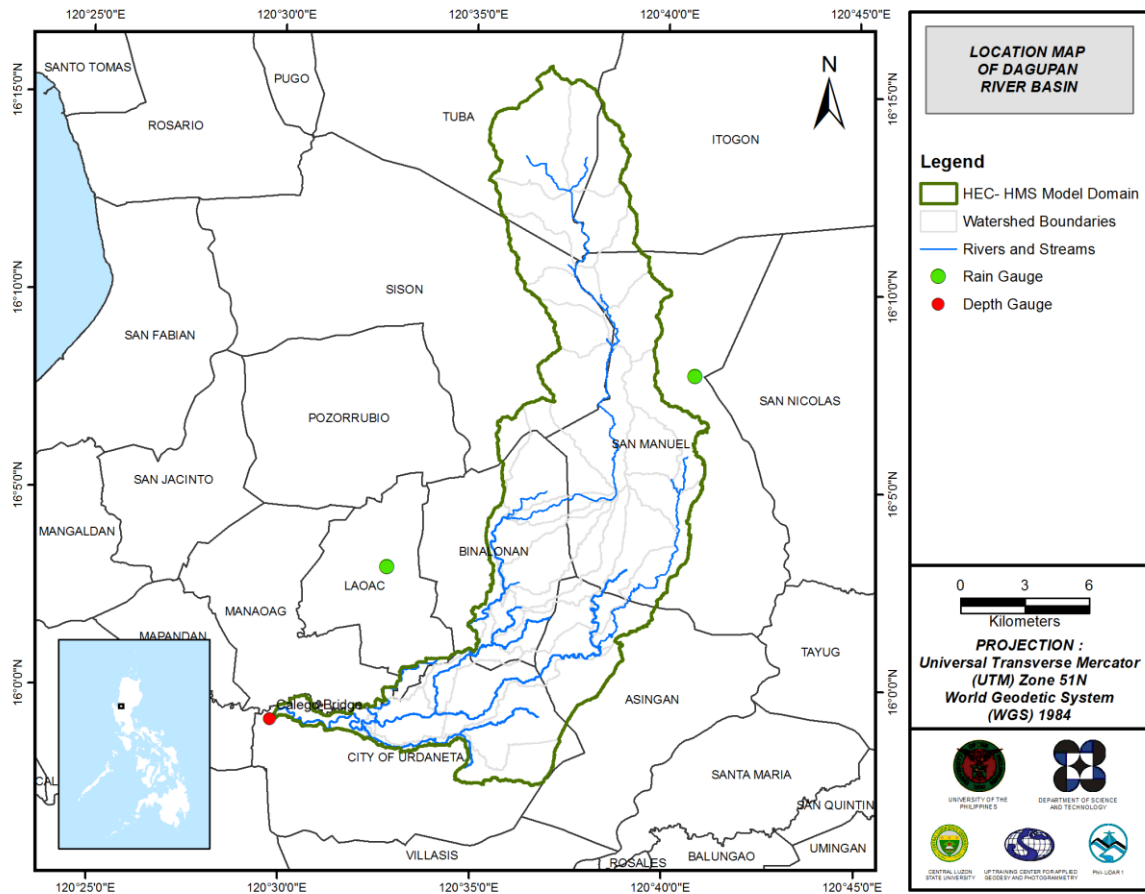 120°25'0"E 120°30'0"E 120°35'0"E 120°40'0"E 120°45'0"E
SANTO TOMAS
PUGO
N
16°15'0"N 16°15'0"N
ROSARIO
TUBA
ITOGON
16°10'0"N 16°10'0"N
SISON
SAN FABIAN
SAN NICOLAS
POZORRUBIO
SAN MANUEL
SAN JACINTO
16°5'0"N 16°5'0"N
MANGALDAN
BINALONAN
LAOAC
MANAOAG
MAPANDAN
TAYUG
16°0'0"N 16°0'0"N
ASINGAN
Calego Bridge
CITY OF URDANETA
SANTA MARIA
SAN QUINTIN
UMINGAN
VILLASIS
BALUNGAO
ROSALES
120°25'0"E 120°30'0"E 120°35'0"E 120°40'0"E 120°45'0"E
LOCATION MAP
OF DAGUPAN
RIVER BASIN
Legend
HEC- HMS Model Domain
Watershed Boundaries
Rivers and Streams
Rain Gauge
Depth Gauge
0 3 6
Kilometers
PROJECTION :
Universal Transverse Mercator
(UTM) Zone 51N
World Geodetic System
(WGS) 1984
UNIVERSITY OF THE
PHILIPPINES
DEPARTMENT OF SCIENCE
AND TECHNOLOGY
CENTRAL LUZON
STATE UNIVERSITY
UP TRAINING CENTER FOR APPLIED
GEODESY AND PHOTOGRAMMETRY
PHIL-LIDAR 1